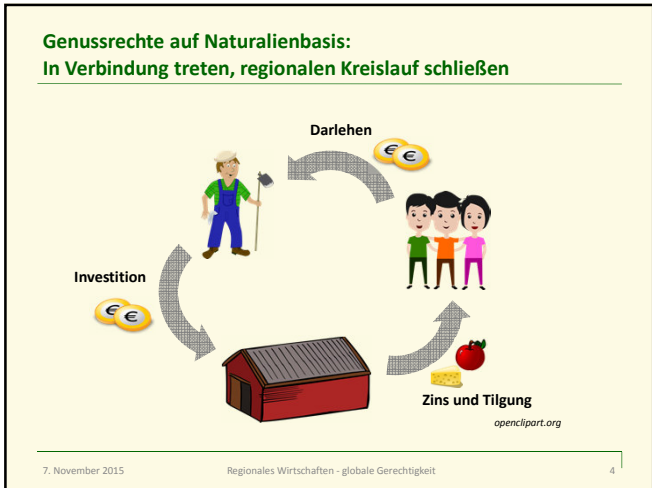 Genussrechte auf Naturalienbasis:
In Verbindung treten, regionalen Kreislauf schließen
Darlehen
€ €
Investition
€ €
Zins und Tilgung
openclipart.org
7. November 2015
Regionales Wirtschaften - globale Gerechtigkeit
4